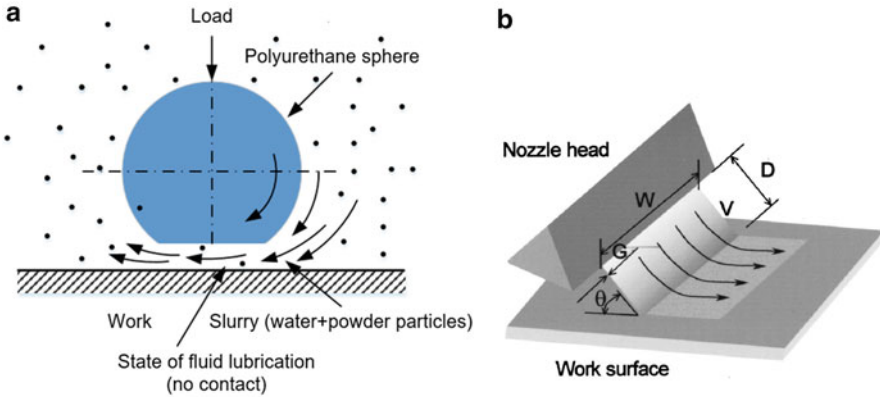 a
Load
Polyurethane sphere
Work
Slurry (water+powder particles)
State of fluid lubrication
(no contact)
b
Nozzle head
W
D
V
G
θ
Work surface